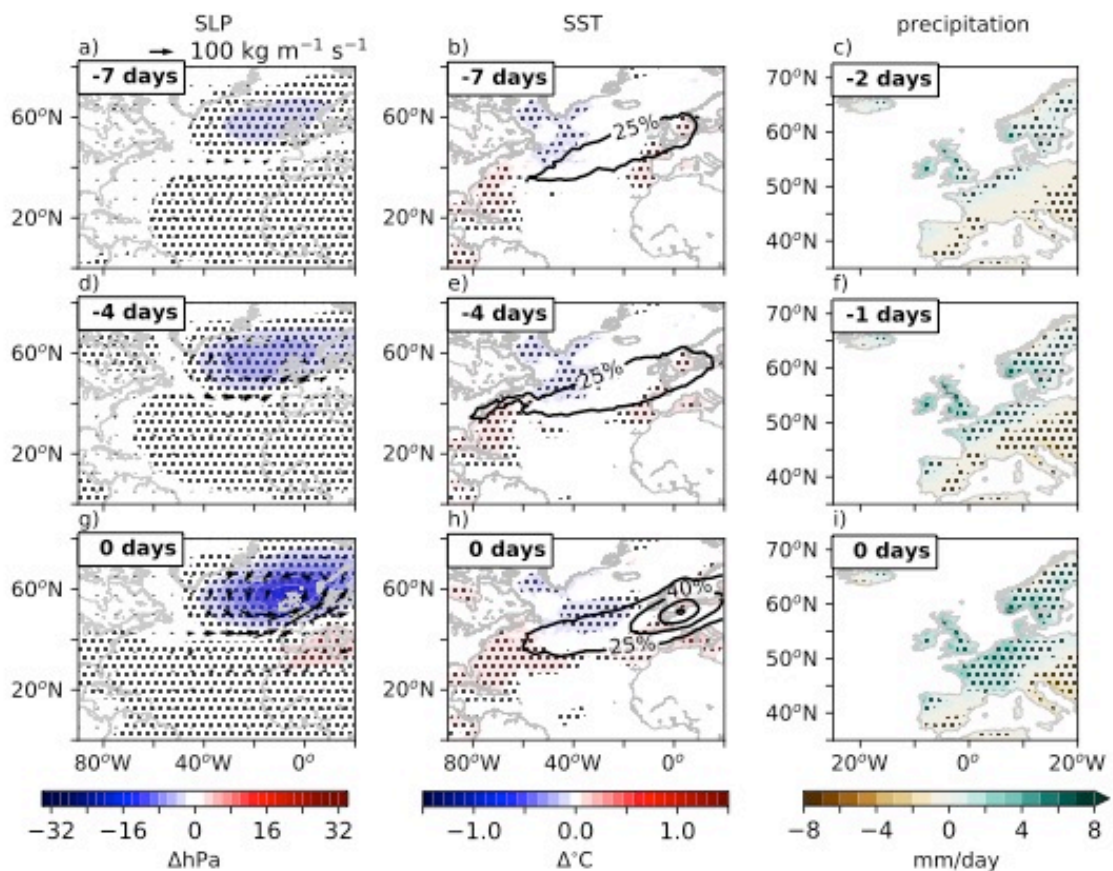 SLP
SST
precipitation
a)
100 kg m⁻¹ s⁻¹
b)
c)
-7 days
-7 days
-2 days
60°N
20°N
25%
60°N
20°N
70°N
60°N
50°N
40°N
d)
e)
f)
-4 days
-4 days
-1 days
60°N
20°N
25%
60°N
20°N
70°N
60°N
50°N
40°N
g)
h)
i)
0 days
0 days
0 days
60°N
20°N
40%
25%
60°N
20°N
70°N
60°N
50°N
40°N
80°W 40°W 0°
80°W 40°W 0°
20°W 0° 20°W
−32 −16 0 16 32
−1.0 0.0 1.0
−8 −4 0 4 8
ΔhPa
Δ°C
mm/day